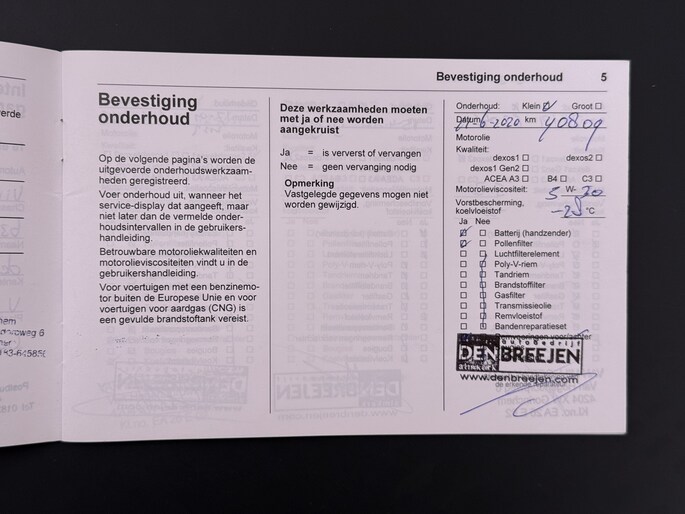 Bevestiging onderhoud 5
Bevestiging
onderhoud
Op de volgende pagina's worden de
uitgevoerde onderhoudswerkzaam-
heden geregistreerd.
Voer onderhoud uit, wanneer het
service-display dat aangeeft, maar
niet later dan de vermelde onder-
houdsintervallen in de gebruikers-
handleiding.
Betrouwbare motoroliekwaliteiten en
motorolieviscositeiten vindt u in de
gebruikershandleiding.
Voor voertuigen met een benzinemo-
tor buiten de Europese Unie en voor
voertuigen voor aardgas (CNG) is
een gevulde brandstoftank vereist.
Deze werkzaamheden moeten
met ja of nee worden
aangekruist
Ja = is ververst of vervangen
Nee = geen vervanging nodig
Opmerking
Vastgelegde gegevens mogen niet
worden gewijzigd.
Onderhoud: Klein Groot
Datum -6-2020 km 40809
Motorolie
Kwaliteit:
dexos1 dexos2
dexos1 Gen2
ACEA A3 B4 C3
Motorolieviscositeit: 5 W-
Vorstbescherming,
koelvloeistof °C
Ja Nee
Batterij (handzender)
Pollenfilter
Luchtfilterelement
Poly-V-riem
Tandriem
Brandstoffilter
Gasfilter
Transmissieolie
Remvloeistof
Bandenreparatieset
autobedrijf
DEN BREEJEN
www.denbreejen.com